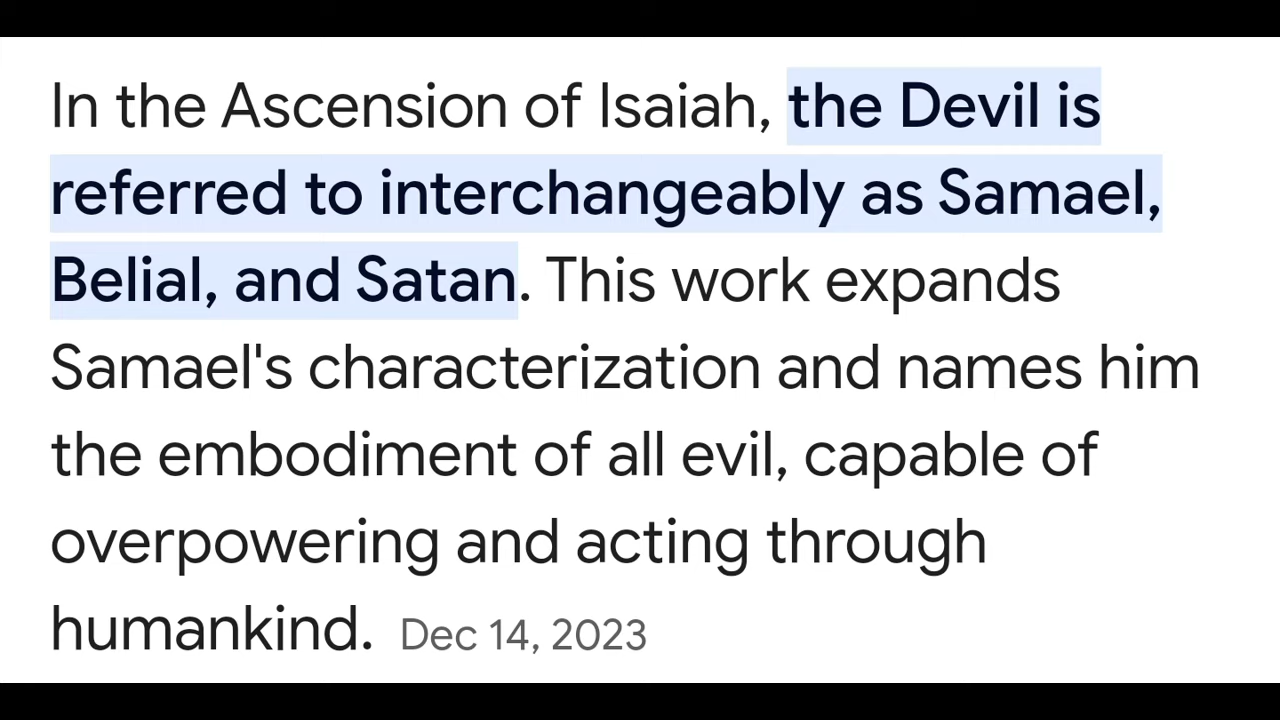 In the Ascension of Isaiah, the Devil is
referred to interchangeably as Samael,
Belial, and Satan. This work expands
Samael's characterization and names him
the embodiment of all evil, capable of
overpowering and acting through
humankind. Dec 14, 2023